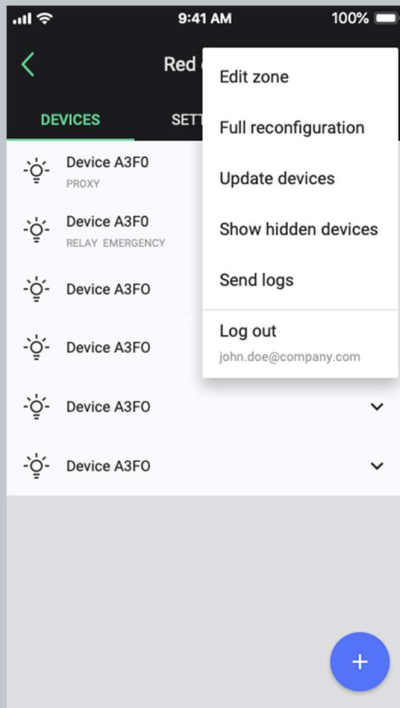 9:41 AM
100%
Red
DEVICES
SETT
Edit zone
Full reconfiguration
Update devices
Show hidden devices
Send logs
Log out
john.doe@company.com
Device A3F0
PROXY
Device A3F0
RELAY EMERGENCY
Device A3FO
Device A3FO
Device A3FO
Device A3FO